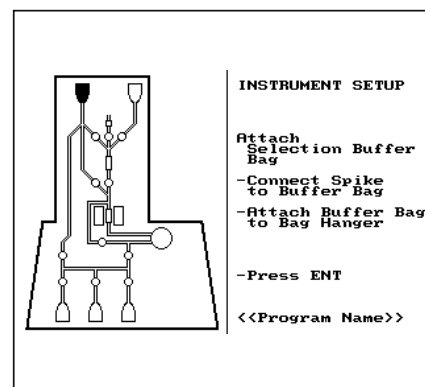 INSTRUMENT SETUP
Attach
Selection Buffer
Bag
-Connect Spike
to Buffer Bag
-Attach Buffer Bag
to Bag Hanger
-Press ENT
<<Program Name>>